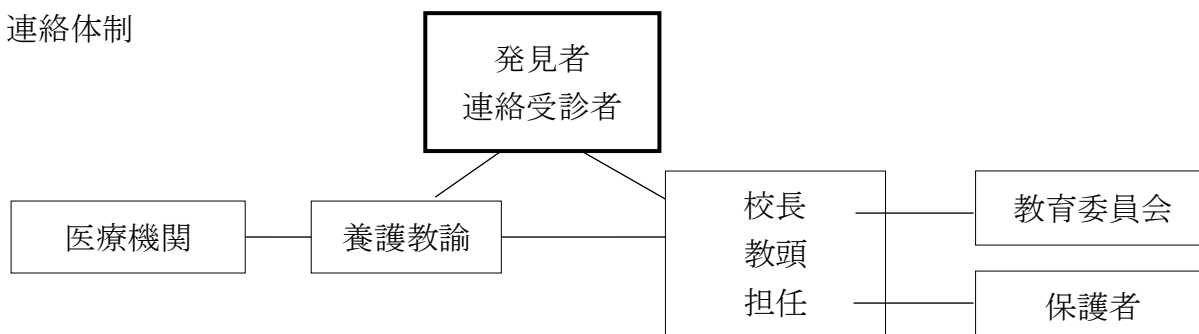 連絡体制
発見者
連絡受診者
医療機関
養護教諭
校長
教頭
担任
教育委員会
保護者